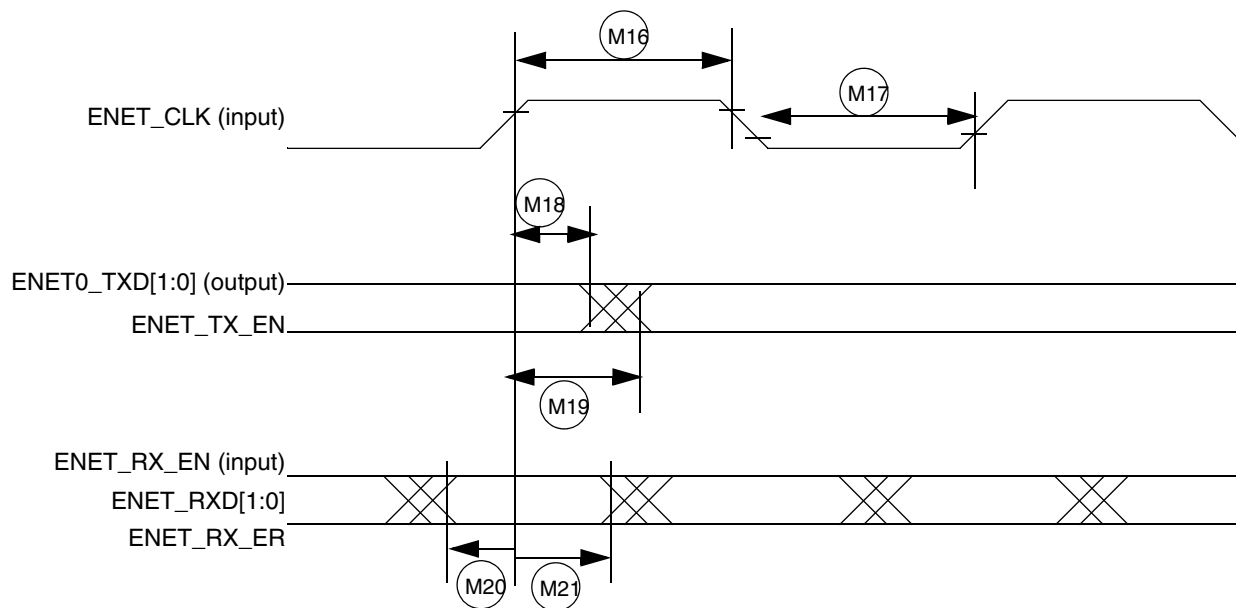 M16
M17
ENET_CLK (input)
M18
ENET0_TXD[1:0] (output)
ENET_TX_EN
M19
ENET_RX_EN (input)
ENET_RXD[1:0]
ENET_RX_ER
M20
M21